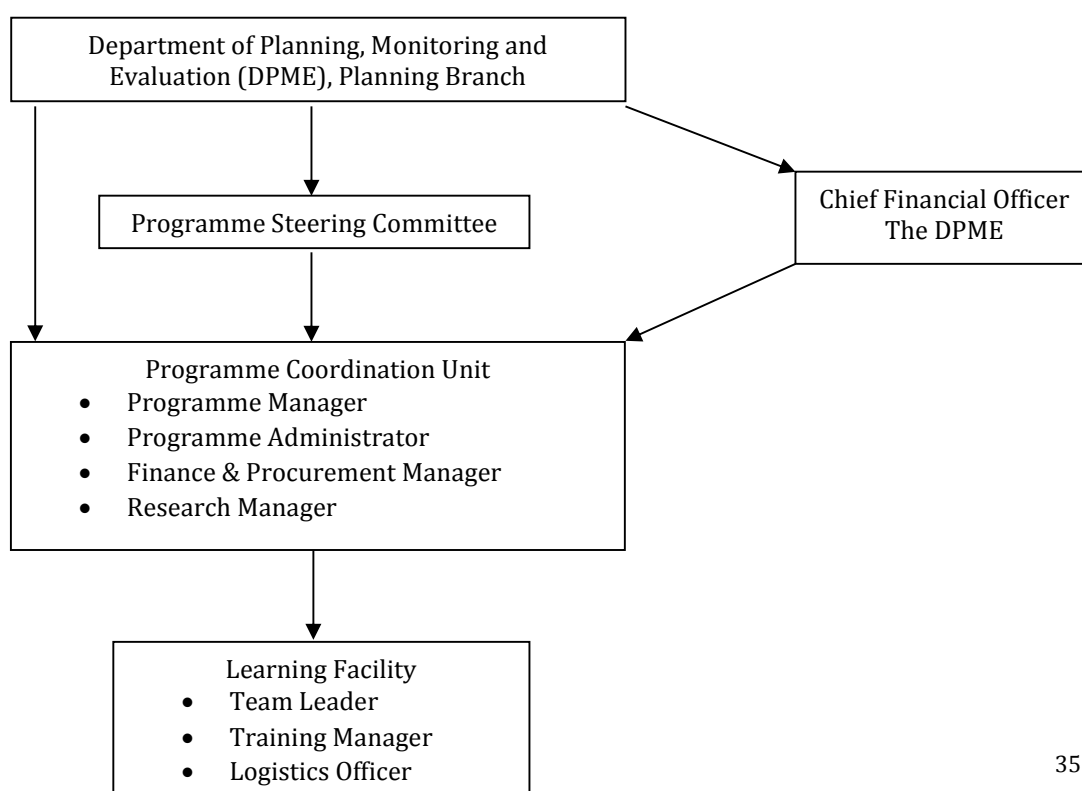 Department of Planning, Monitoring and
Evaluation (DPME), Planning Branch
Programme Steering Committee
Chief Financial Officer
The DPME
Programme Coordination Unit
• Programme Manager
• Programme Administrator
• Finance & Procurement Manager
• Research Manager
Learning Facility
• Team Leader
• Training Manager
• Logistics Officer
35